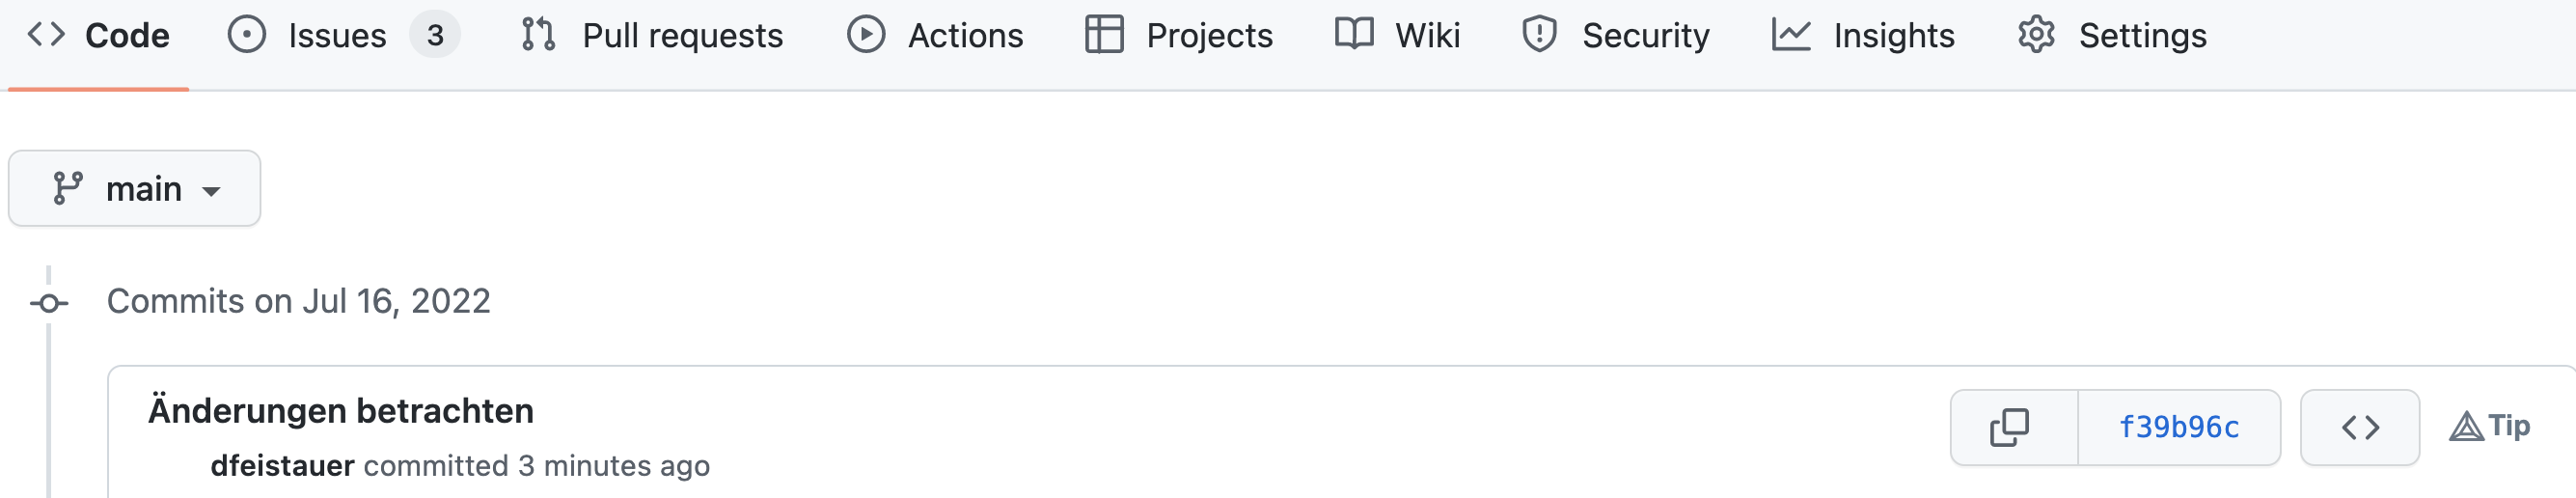 Code Issues 3 Pull requests Actions Projects Wiki Security Insights Settings
main
Commits on Jul 16, 2022
Änderungen betrachten
f39b96c Tip
dfeistauer committed 3 minutes ago